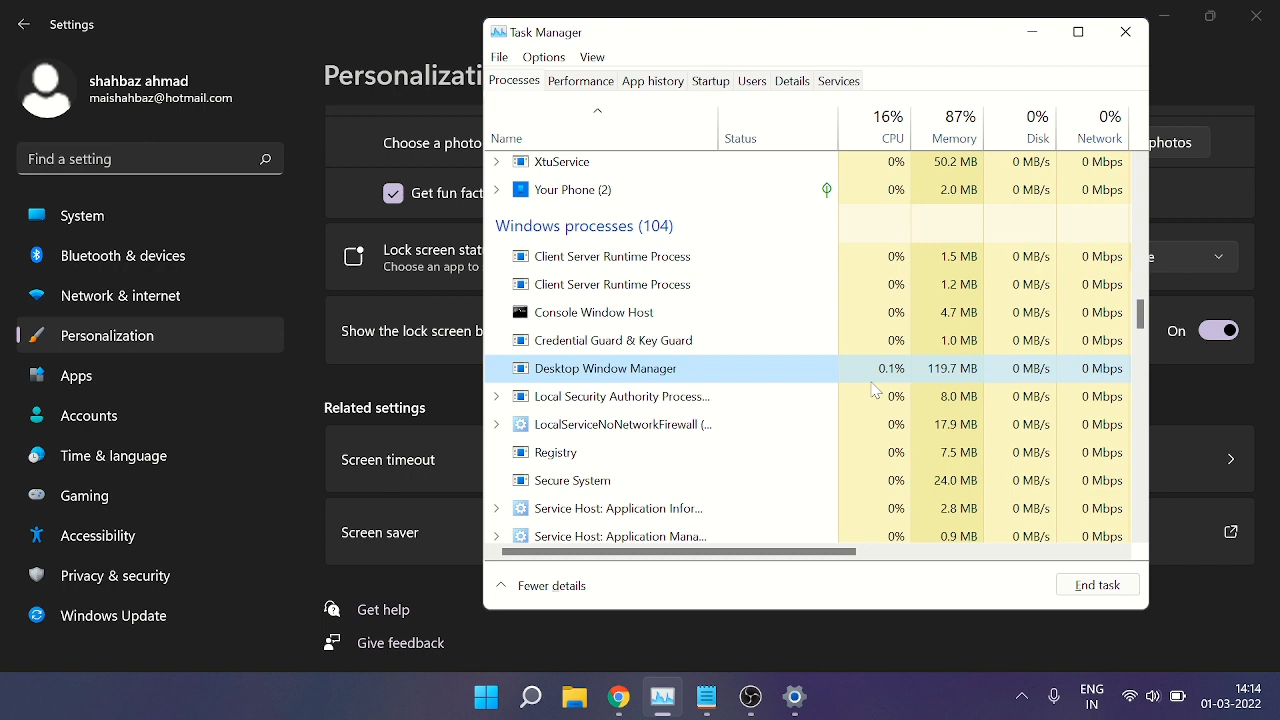 Settings
shahbaz ahmad
maishahbaz@hotmail.com
Find a setting
System
Bluetooth & devices
Network & internet
Personalization
Apps
Accounts
Time & language
Gaming
Accessibility
Privacy & security
Windows Update
Personalizati
Choose a photo
photos
Get fun fact
Lock screen stat
Choose an app to
e
Show the lock screen b
On
Related settings
Screen timeout
Screen saver
Get help
Give feedback
Task Manager
File Options View
Processes Performance App history Startup Users Details Services
16% 87% 0% 0%
Name Status CPU Memory Disk Network
XtuService 0% 50.2 MB 0 MB/s 0 Mbps
Your Phone (2) 0% 2.0 MB 0 MB/s 0 Mbps
Windows processes (104)
Client Server Runtime Process 0% 1.5 MB 0 MB/s 0 Mbps
Client Server Runtime Process 0% 1.2 MB 0 MB/s 0 Mbps
Console Window Host 0% 4.7 MB 0 MB/s 0 Mbps
Credential Guard & Key Guard 0% 1.0 MB 0 MB/s 0 Mbps
Desktop Window Manager 0.1% 119.7 MB 0 MB/s 0 Mbps
Local Security Authority Process... 0% 8.0 MB 0 MB/s 0 Mbps
LocalServiceNoNetworkFirewall (... 0% 17.9 MB 0 MB/s 0 Mbps
Registry 0% 7.5 MB 0 MB/s 0 Mbps
Secure System 0% 24.0 MB 0 MB/s 0 Mbps
Service Host: Application Infor... 0% 2.8 MB 0 MB/s 0 Mbps
Service Host: Application Mana... 0% 0.9 MB 0 MB/s 0 Mbps
Fewer details
End task
ENG
IN
14:14
01-03-2022